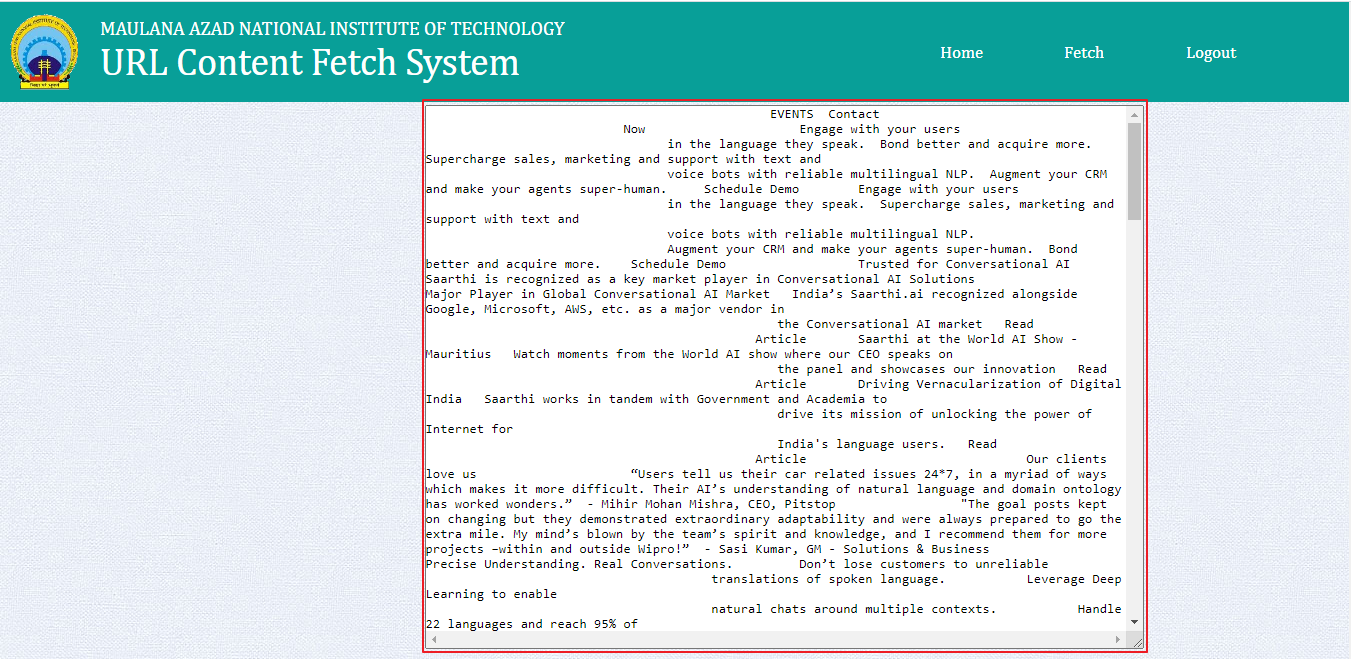 MAULANA AZAD NATIONAL INSTITUTE OF TECHNOLOGY
URL Content Fetch System
Home Fetch Logout
EVENTS Contact
Now Engage with your users
in the language they speak. Bond better and acquire more.
Supercharge sales, marketing and support with text and
voice bots with reliable multilingual NLP. Augment your CRM
and make your agents super-human. Schedule Demo Engage with your users
in the language they speak. Supercharge sales, marketing and
support with text and
voice bots with reliable multilingual NLP.
Augment your CRM and make your agents super-human. Bond
better and acquire more. Schedule Demo Trusted for Conversational AI
Saarthi is recognized as a key market player in Conversational AI Solutions
Major Player in Global Conversational AI Market India’s Saarthi.ai recognized alongside
Google, Microsoft, AWS, etc. as a major vendor in
the Conversational AI market Read
Article Saarthi at the World AI Show -
Mauritius Watch moments from the World AI show where our CEO speaks on
the panel and showcases our innovation Read
Article Driving Vernacularization of Digital
India Saarthi works in tandem with Government and Academia to
drive its mission of unlocking the power of
Internet for
India's language users. Read
Article Our clients
love us “Users tell us their car related issues 24*7, in a myriad of ways
which makes it more difficult. Their AI’s understanding of natural language and domain ontology
has worked wonders.” - Mihir Mohan Mishra, CEO, Pitstop "The goal posts kept
on changing but they demonstrated extraordinary adaptability and were always prepared to go the
extra mile. My mind’s blown by the team’s spirit and knowledge, and I recommend them for more
projects –within and outside Wipro!” - Sasi Kumar, GM - Solutions & Business
Precise Understanding. Real Conversations. Don’t lose customers to unreliable
translations of spoken language. Leverage Deep
Learning to enable
natural chats around multiple contexts. Handle
22 languages and reach 95% of